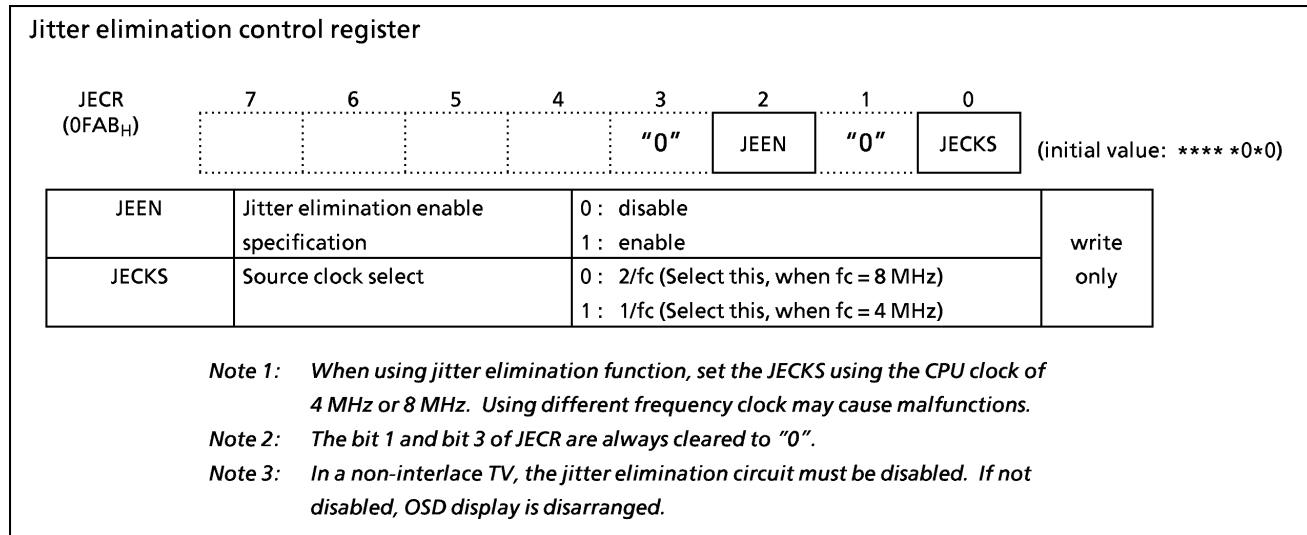 Jitter elimination control register
JECR
(0FABH)
7 6 5 4 3 2 1 0
"0" JEEN "0" JECKS
(initial value: **** *0*0)
JEEN Jitter elimination enable specification 0 : disable
1 : enable
JECKS Source clock select 0 : 2/fc (Select this, when fc = 8 MHz)
1 : 1/fc (Select this, when fc = 4 MHz)
write only
Note 1: When using jitter elimination function, set the JECKS using the CPU clock of
4 MHz or 8 MHz. Using different frequency clock may cause malfunctions.
Note 2: The bit 1 and bit 3 of JECR are always cleared to "0".
Note 3: In a non-interlace TV, the jitter elimination circuit must be disabled. If not
disabled, OSD display is disarranged.